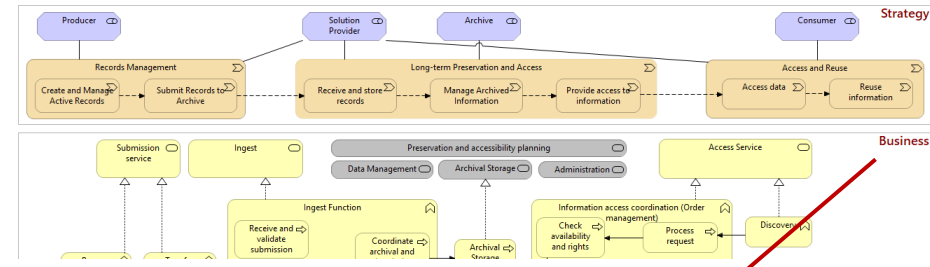 Strategy
Producer
Solution
Provider
Archive
Consumer
Records Management
Create and Manage
Active Records
Submit Records to
Archive
Long-term Preservation and Access
Receive and store
records
Manage Archived
Information
Provide access to
information
Access and Reuse
Access data
Reuse
information
Business
Submission
service
Ingest
Preservation and accessibility planning
Data Management
Archival Storage
Administration
Access Service
Ingest Function
Receive and
validate
submission
Coordinate
archival and
Archival
Storage
Information access coordination (Order
management)
Check
availability
and rights
Process
request
Discovery